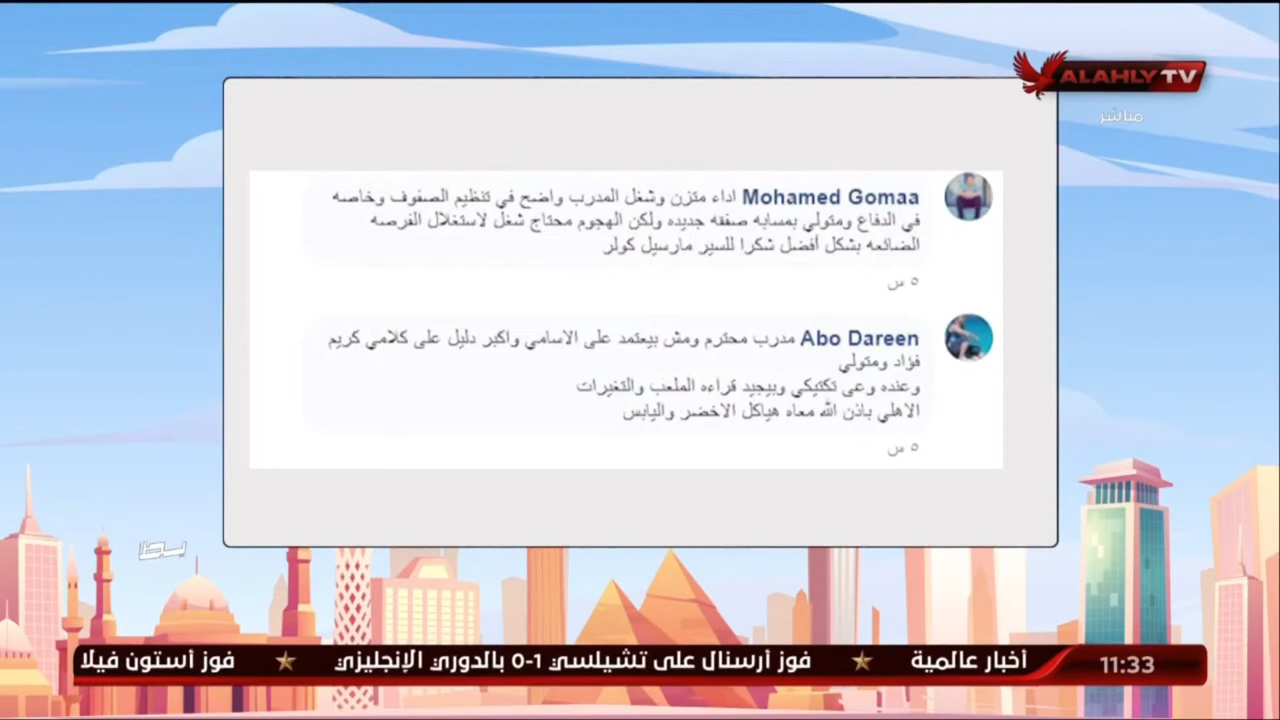 ALAHLY TV
مباشر
Mohamed Gomaa اداء متزن وشغل المدرب واضح في تنظيم الصفوف وخاصه
في الدفاع ومتولي بمسابه صفقه جديده ولكن الهجوم محتاج شغل لاستغلال الفرصه
الضائعه بشكل أفضل شكرا للسير مارسيل كولر
٥ س
Abo Dareen مدرب محترم ومش بيعتمد على الاسامي واكبر دليل على كلامي كريم
فؤاد ومتولي
وعنده وعى تكتيكي وبيجيد قراءه الملعب والتغيرات
الاهلي باذن الله معاه هياكل الاخضر واليابس
٥ س
11:33 أخبار عالمية ★ فوز أرسنال على تشيلسي 1-0 بالدوري الإنجليزي ★ فوز أستون فيلا